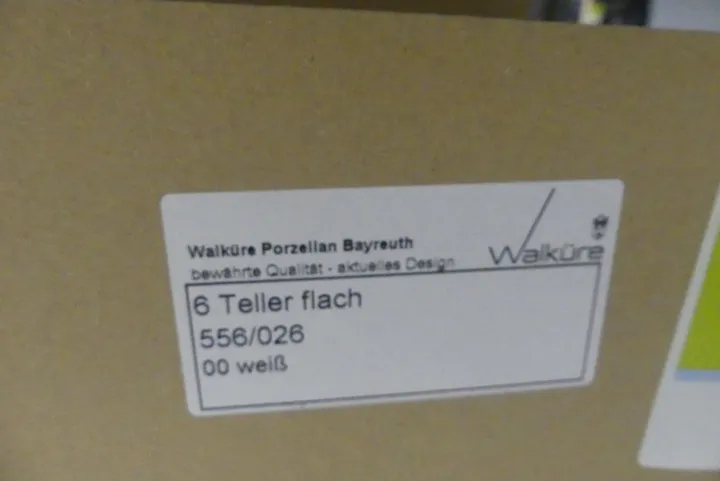 Walküre Porzellan Bayreuth
bewährte Qualität - aktuelles Design
Walküre
6 Teller flach
556/026
00 weiß